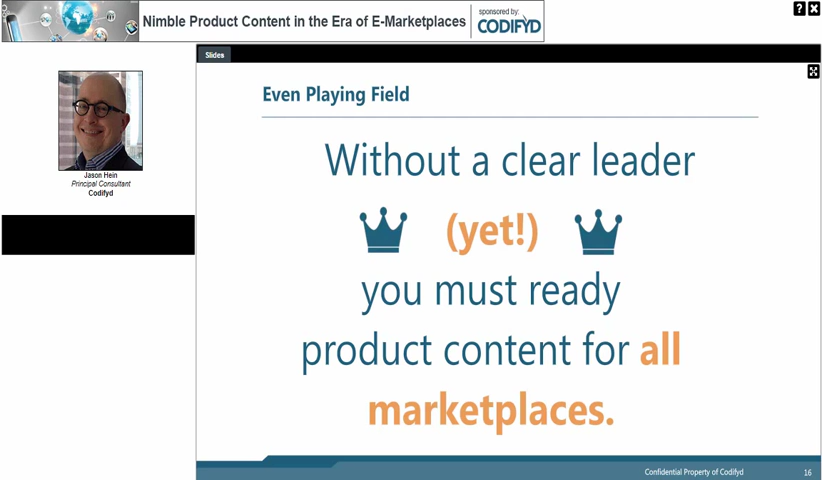 Nimble Product Content in the Era of E-Marketplaces
sponsored by:
CODIFYD
?
Slides
Jason Hein
Principal Consultant
Codifyd
Even Playing Field
Without a clear leader
(yet!)
you must ready
product content for all
marketplaces.
Confidential Property of Codifyd
16